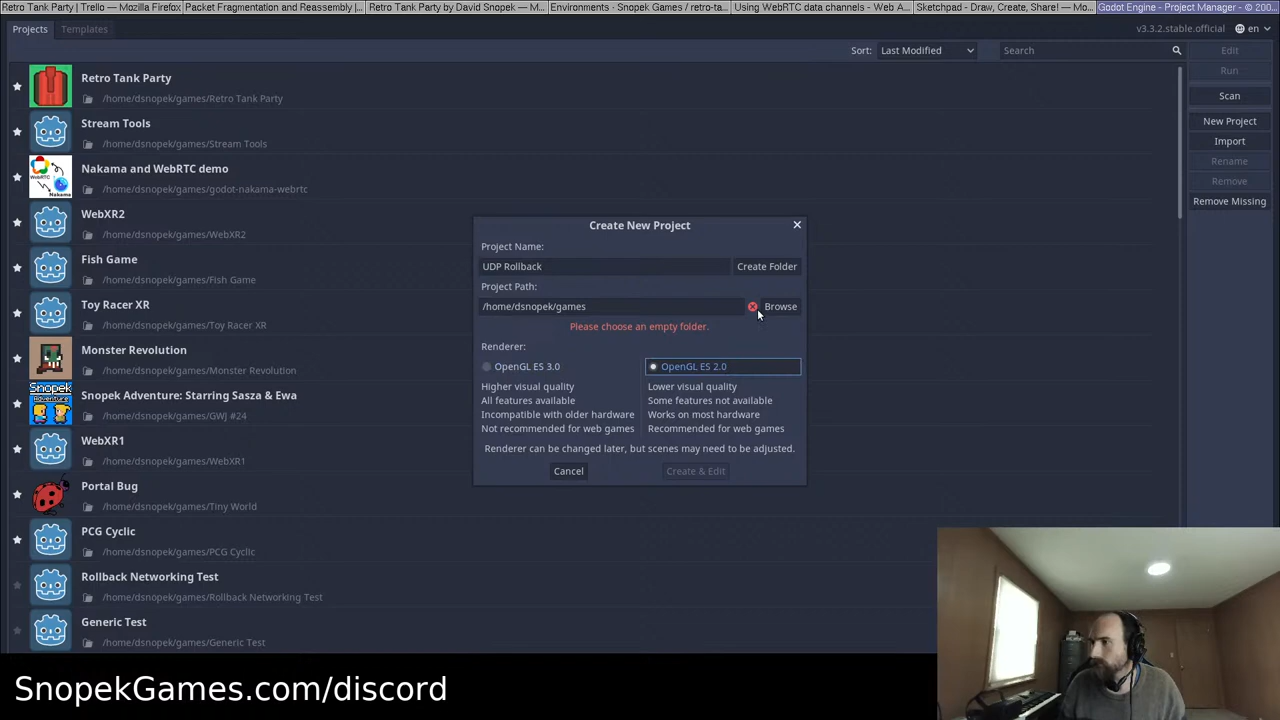 Retro Tank Party | Trello — Mozilla Firefox
Packet Fragmentation and Reassembly |...
Retro Tank Party by David Snopek — M...
Environments · Snopek Games / retro-ta...
Using WebRTC data channels - Web A...
Sketchpad - Draw, Create, Share! — Mo...
Godot Engine - Project Manager - © 200...
Projects
Templates
v3.3.2.stable.official
en
Sort:
Last Modified
Search
Edit
Run
Scan
New Project
Import
Rename
Remove
Remove Missing
Retro Tank Party
/home/dsnopek/games/Retro Tank Party
Stream Tools
/home/dsnopek/games/Stream Tools
Nakama and WebRTC demo
/home/dsnopek/games/godot-nakama-webrtc
WebRTC
Nakama
WebXR2
/home/dsnopek/games/WebXR2
Fish Game
/home/dsnopek/games/Fish Game
Toy Racer XR
/home/dsnopek/games/Toy Racer XR
Monster Revolution
/home/dsnopek/games/Monster Revolution
Snopek Adventure: Starring Sasza & Ewa
/home/dsnopek/games/GWJ #24
Snopek
Adventure
WebXR1
/home/dsnopek/games/WebXR1
Portal Bug
/home/dsnopek/games/Tiny World
PCG Cyclic
/home/dsnopek/games/PCG Cyclic
Rollback Networking Test
/home/dsnopek/games/Rollback Networking Test
Generic Test
/home/dsnopek/games/Generic Test
Create New Project
Project Name:
UDP Rollback
Create Folder
Project Path:
/home/dsnopek/games
Browse
Please choose an empty folder.
Renderer:
OpenGL ES 3.0
OpenGL ES 2.0
Higher visual quality
All features available
Incompatible with older hardware
Not recommended for web games
Lower visual quality
Some features not available
Works on most hardware
Recommended for web games
Renderer can be changed later, but scenes may need to be adjusted.
Cancel
Create & Edit
SnopekGames.com/discord